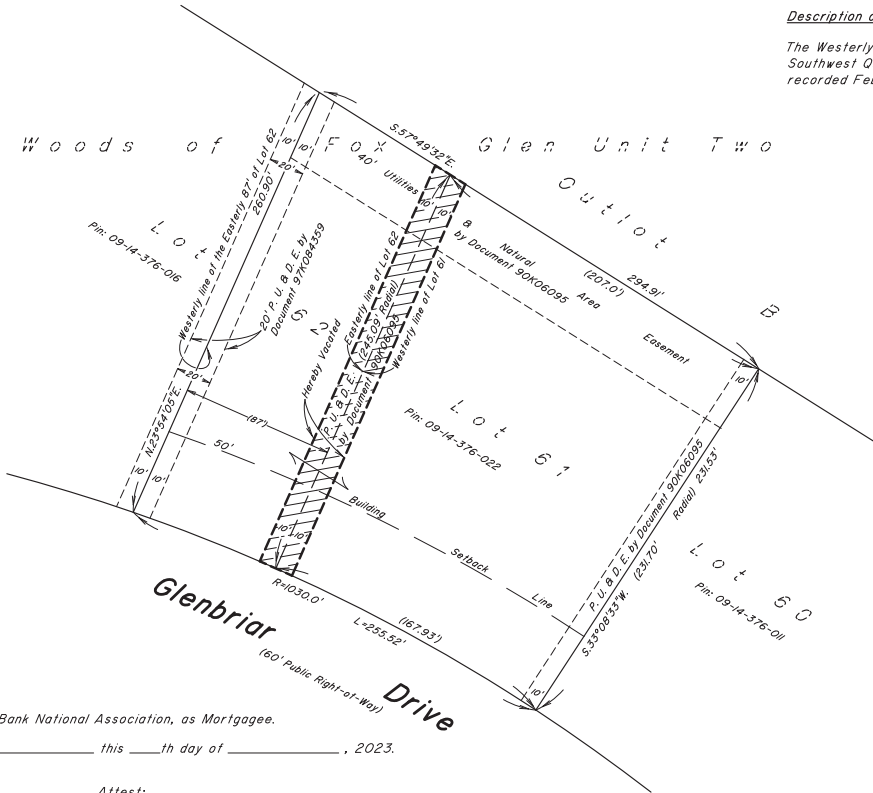 Description o
The Westerly
Southwest Q
recorded Feb
Woods of Fox Glen Unit Two
Outlot B
S.57°49'32"E.
(207.0')
294.91'
40' Utilities & Natural Area Easement
by Document 90K06095
10' 10'
20'
Westerly line of the Easterly 87' of Lot 62
260.90'
N.23°54'05"E.
20' P.U. & D.E. by
Document 97K084359
Lot
Pin: 09-14-376-016
62
20'
10' 10'
10' 10'
Easterly line of Lot 62
P.U. & D.E. (245.09' Radial)
by Document 90K06095
Westerly line of Lot 61
Hereby Vacated
(87')
50' Building Setback Line
10' 10'
Lot 61
Pin: 09-14-376-022
10'
P.U. & D.E. by Document 90K06095
S.33°08'33"W. (231.70' Radial) 231.53'
10'
Lot 60
Pin: 09-14-376-011
R=1030.0'
L=255.52'
(167.93')
Glenbriar Drive
(60' Public Right-of-Way)
Bank National Association, as Mortgagee.
________ this ____th day of ________, 2023.
Attest: